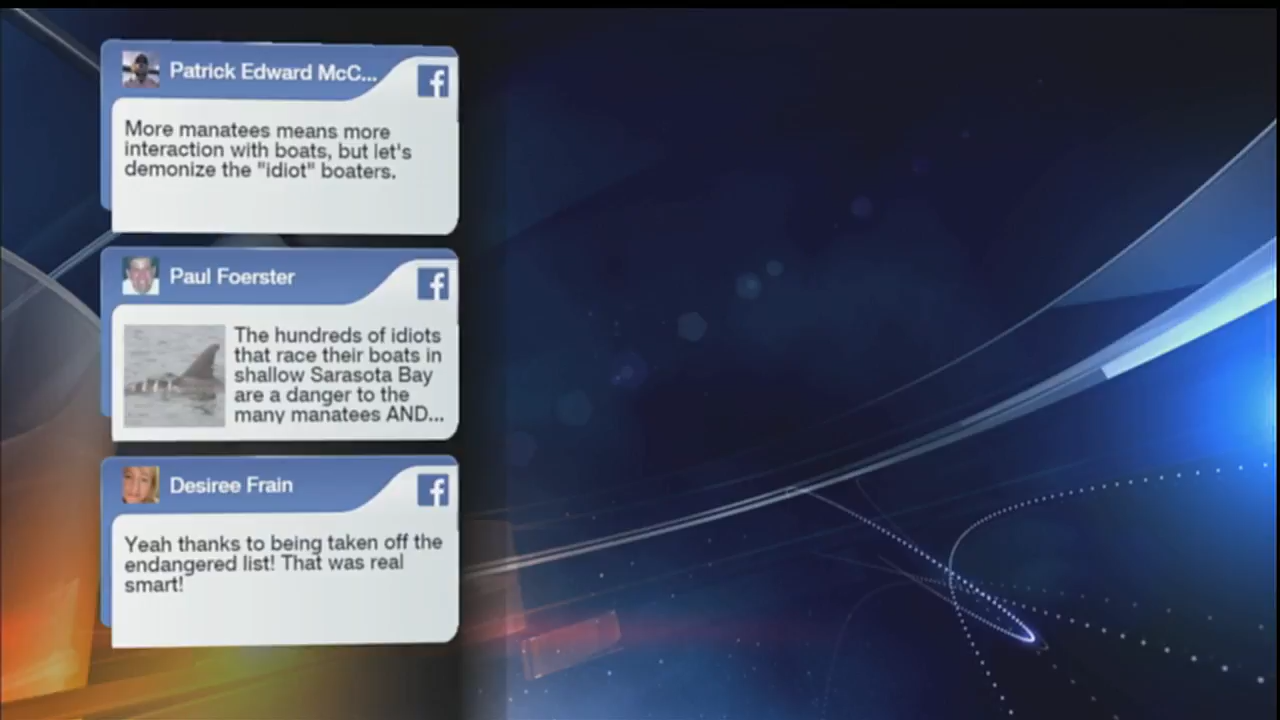 Patrick Edward McC...
More manatees means more
interaction with boats, but let's
demonize the "idiot" boaters.
Paul Foerster
The hundreds of idiots
that race their boats in
shallow Sarasota Bay
are a danger to the
many manatees AND...
Desiree Frain
Yeah thanks to being taken off the
endangered list! That was real
smart!